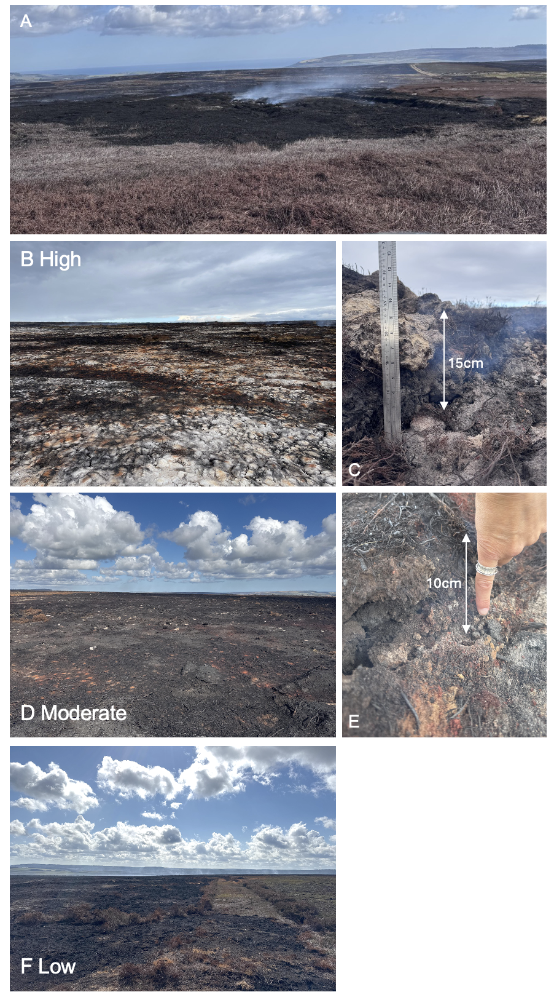 A
B High
15cm
C
10cm
D Moderate
E
F Low